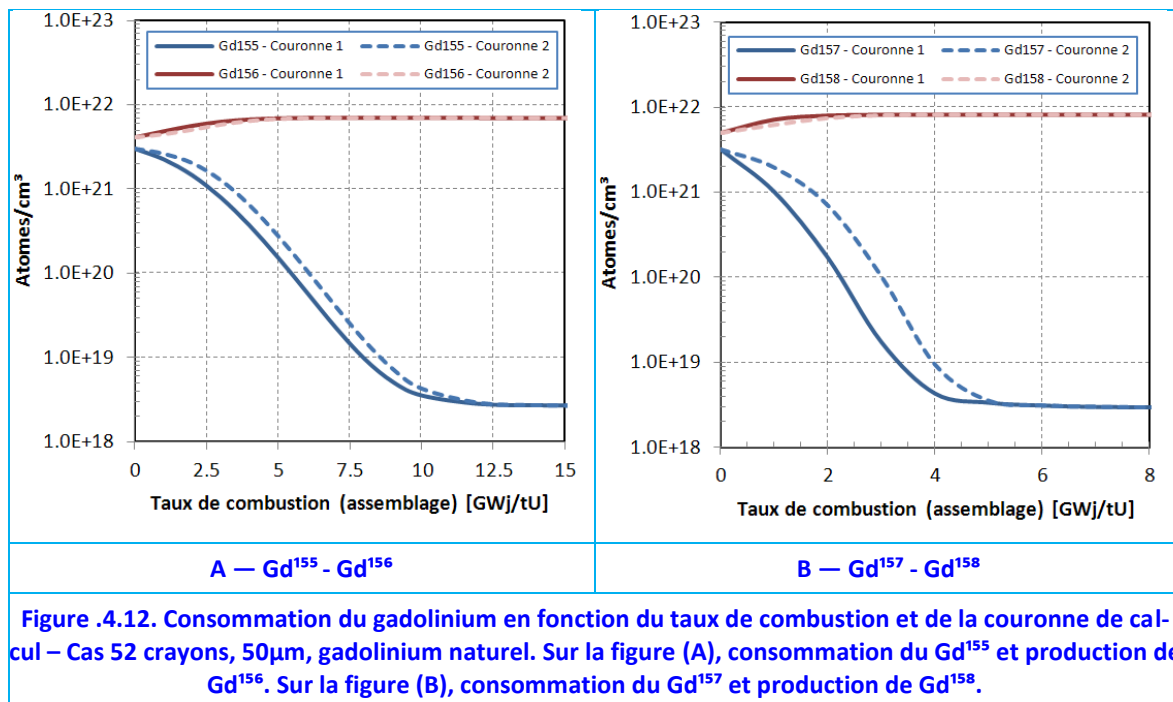 1.0E+23
1.0E+22
1.0E+21
1.0E+20
1.0E+19
1.0E+18
Atomes/cm³
Gd155 - Couronne 1
Gd155 - Couronne 2
Gd156 - Couronne 1
Gd156 - Couronne 2
0 2.5 5 7.5 10 12.5 15
Taux de combustion (assemblage) [GWj/tU]
1.0E+23
1.0E+22
1.0E+21
1.0E+20
1.0E+19
1.0E+18
Atomes/cm³
Gd157 - Couronne 1
Gd157 - Couronne 2
Gd158 - Couronne 1
Gd158 - Couronne 2
0 2 4 6 8
Taux de combustion (assemblage) [GWj/tU]
A — Gd¹⁵⁵ - Gd¹⁵⁶
B — Gd¹⁵⁷ - Gd¹⁵⁸
Figure .4.12. Consommation du gadolinium en fonction du taux de combustion et de la couronne de cal-
cul – Cas 52 crayons, 50µm, gadolinium naturel. Sur la figure (A), consommation du Gd¹⁵⁵ et production de
Gd¹⁵⁶. Sur la figure (B), consommation du Gd¹⁵⁷ et production de Gd¹⁵⁸.